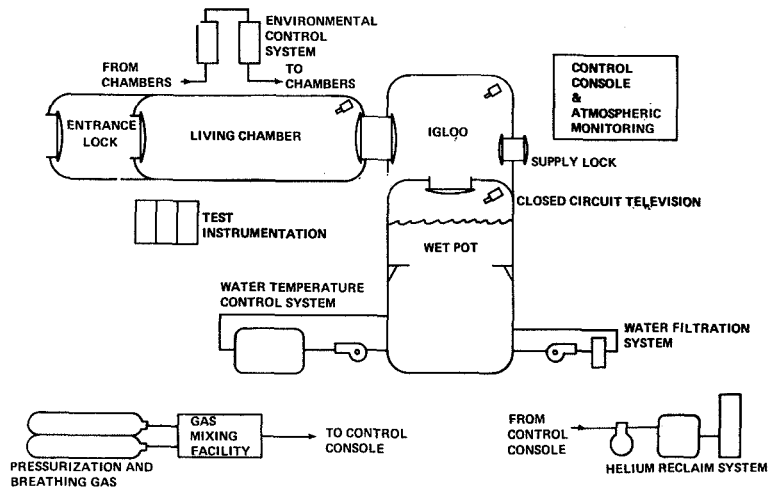 ENVIRONMENTAL
CONTROL
SYSTEM
FROM
CHAMBERS
TO
CHAMBERS
CONTROL
CONSOLE
&
ATMOSPHERIC
MONITORING
ENTRANCE
LOCK
LIVING CHAMBER
IGLOO
SUPPLY LOCK
CLOSED CIRCUIT TELEVISION
TEST
INSTRUMENTATION
WET POT
WATER TEMPERATURE
CONTROL SYSTEM
WATER FILTRATION
SYSTEM
GAS
MIXING
FACILITY
TO CONTROL
CONSOLE
PRESSURIZATION AND
BREATHING GAS
FROM
CONTROL
CONSOLE
HELIUM RECLAIM SYSTEM